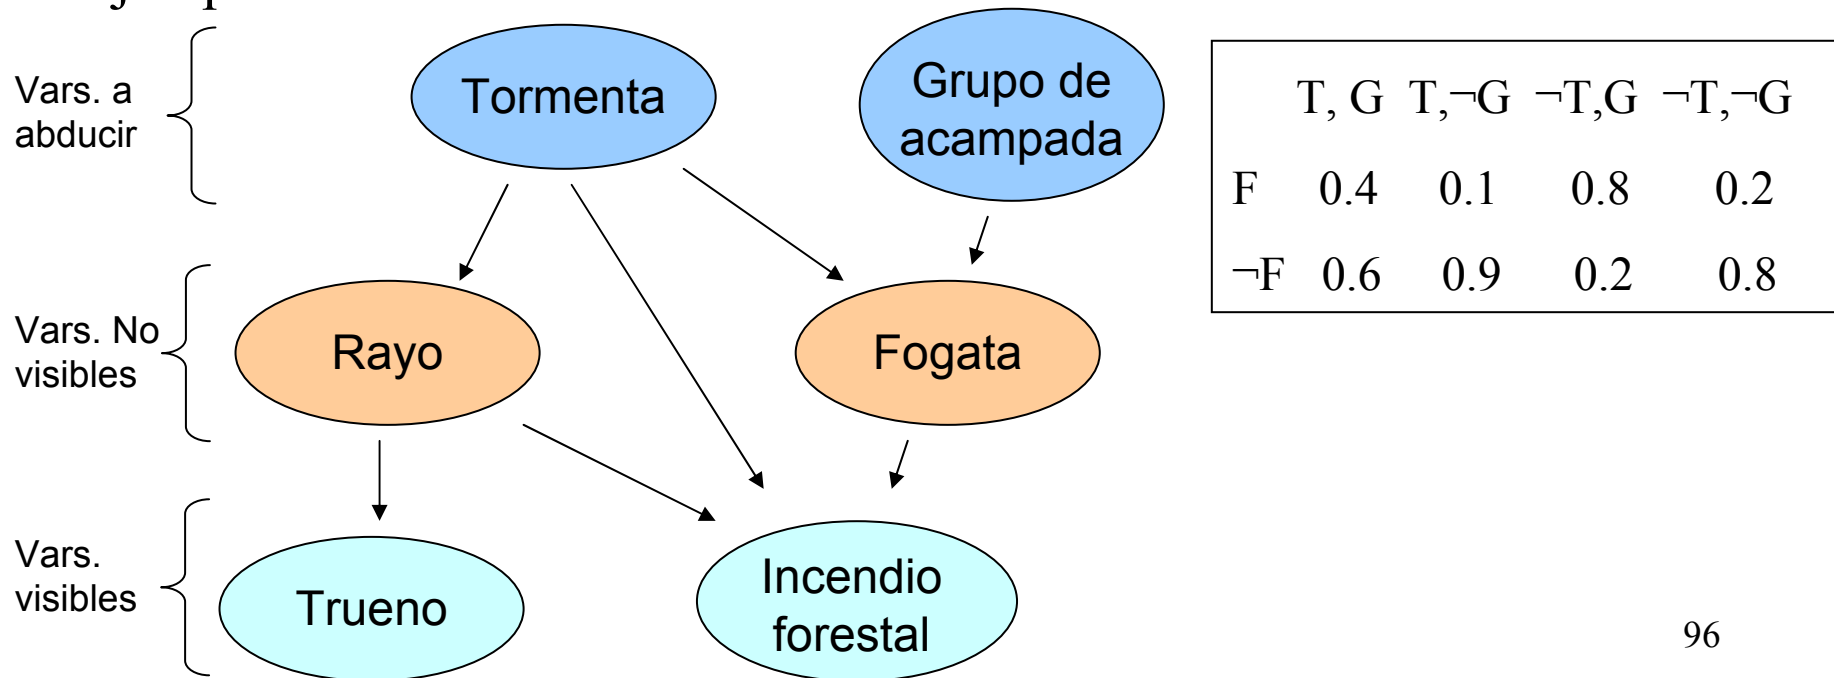 Vars. a
abducir
Tormenta
Grupo de
acampada
T, G T,¬G ¬T,G ¬T,¬G
F 0.4 0.1 0.8 0.2
¬F 0.6 0.9 0.2 0.8
Vars. No
visibles
Rayo
Fogata
Vars.
visibles
Trueno
Incendio
forestal
96